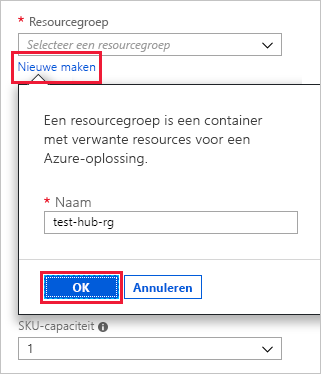 * Resourcegroep
Selecteer een resourcegroep
Nieuwe maken
Een resourcegroep is een container
met verwante resources voor een
Azure-oplossing.
* Naam
test-hub-rg
OK Annuleren
SKU-capaciteit
1